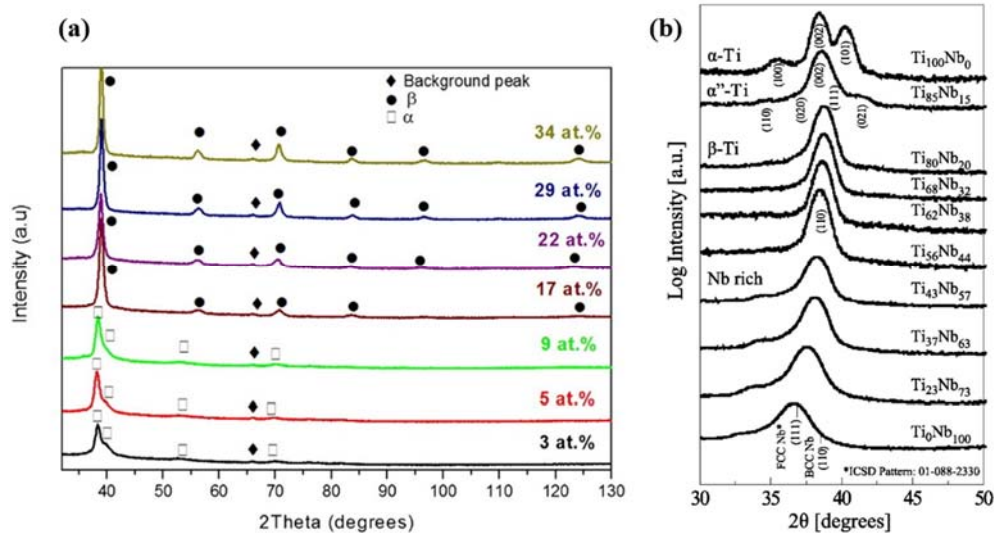 (a)
Intensity (a.u)
◆ Background peak
● β
□ α
34 at.%
29 at.%
22 at.%
17 at.%
9 at.%
5 at.%
3 at.%
40 50 60 70 80 90 100 110 120 130
2Theta (degrees)
(b)
Log Intensity [a.u.]
α-Ti
(100)
(002)
(101)
Ti100Nb0
α"-Ti
(110)
(020)
(002)
(111)
(021)
Ti85Nb15
β-Ti
Ti80Nb20
Ti68Nb32
Ti62Nb38
(110)
Ti56Nb44
Nb rich
Ti43Nb57
Ti37Nb63
Ti23Nb73
Ti0Nb100
FCC Nb*
(111)
BCC Nb
(110)
*ICSD Pattern: 01-088-2330
30 35 40 45 50
2θ [degrees]